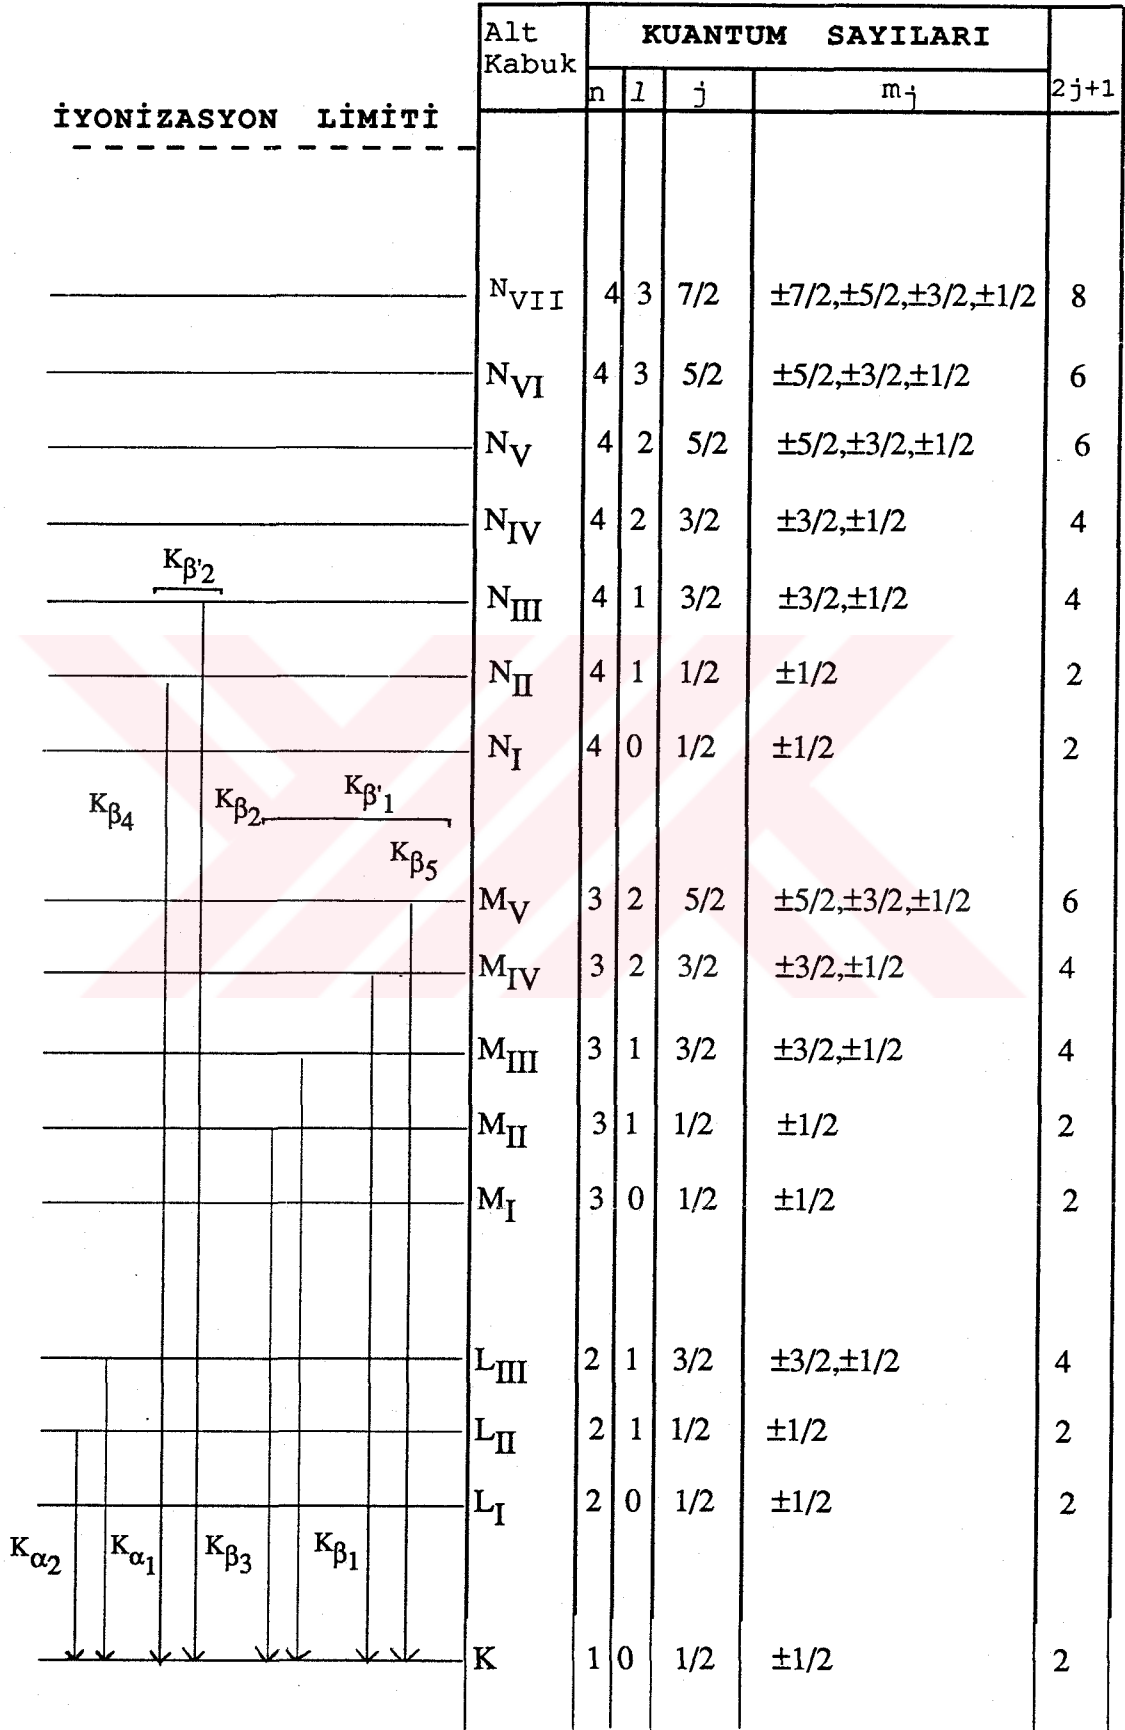 Alt Kabuk
KUANTUM SAYILARI
n l j mj 2j+1
İYONİZASYON LİMİTİ
NVII 4 3 7/2 ±7/2,±5/2,±3/2,±1/2 8
NVI 4 3 5/2 ±5/2,±3/2,±1/2 6
NV 4 2 5/2 ±5/2,±3/2,±1/2 6
NIV 4 2 3/2 ±3/2,±1/2 4
Kβ'2
NIII 4 1 3/2 ±3/2,±1/2 4
NII 4 1 1/2 ±1/2 2
NI 4 0 1/2 ±1/2 2
Kβ4 Kβ2 Kβ'1
Kβ5
MV 3 2 5/2 ±5/2,±3/2,±1/2 6
MIV 3 2 3/2 ±3/2,±1/2 4
MIII 3 1 3/2 ±3/2,±1/2 4
MII 3 1 1/2 ±1/2 2
MI 3 0 1/2 ±1/2 2
LIII 2 1 3/2 ±3/2,±1/2 4
LII 2 1 1/2 ±1/2 2
LI 2 0 1/2 ±1/2 2
Kα2 Kα1 Kβ3 Kβ1
K 1 0 1/2 ±1/2 2